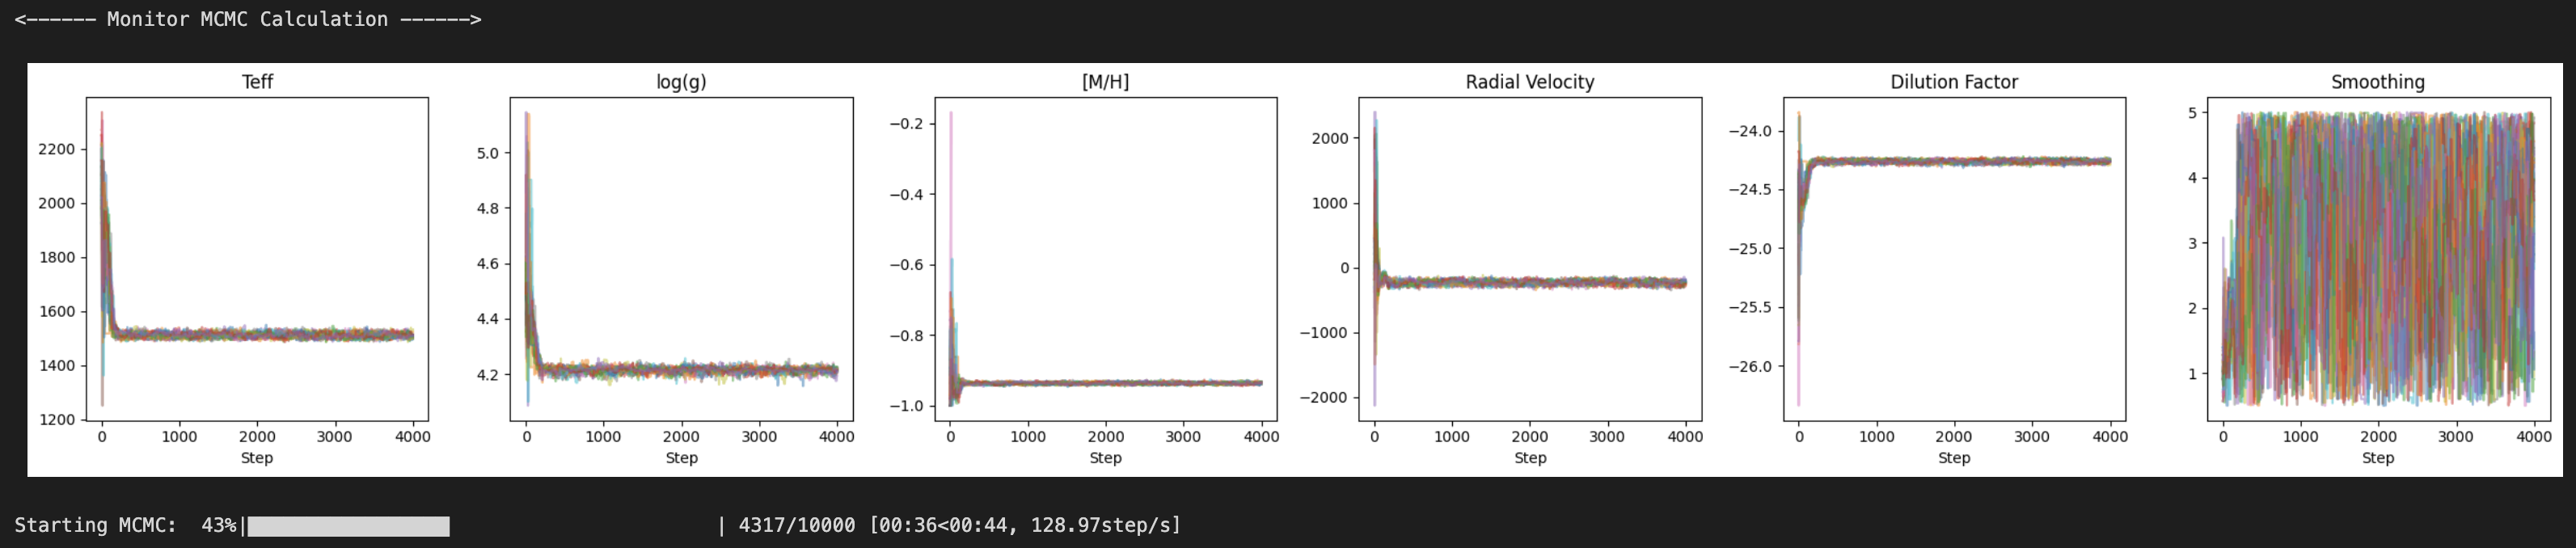 <------ Monitor MCMC Calculation ------>
Teff log(g) [M/H] Radial Velocity Dilution Factor Smoothing
2200
2000
1800
1600
1400
1200
0 1000 2000 3000 4000
Step
5.0
4.8
4.6
4.4
4.2
0 1000 2000 3000 4000
Step
−0.2
−0.4
−0.6
−0.8
−1.0
0 1000 2000 3000 4000
Step
2000
1000
0
−1000
−2000
0 1000 2000 3000 4000
Step
−24.0
−24.5
−25.0
−25.5
−26.0
0 1000 2000 3000 4000
Step
5
4
3
2
1
0 1000 2000 3000 4000
Step
Starting MCMC: 43%| | 4317/10000 [00:36<00:44, 128.97step/s]